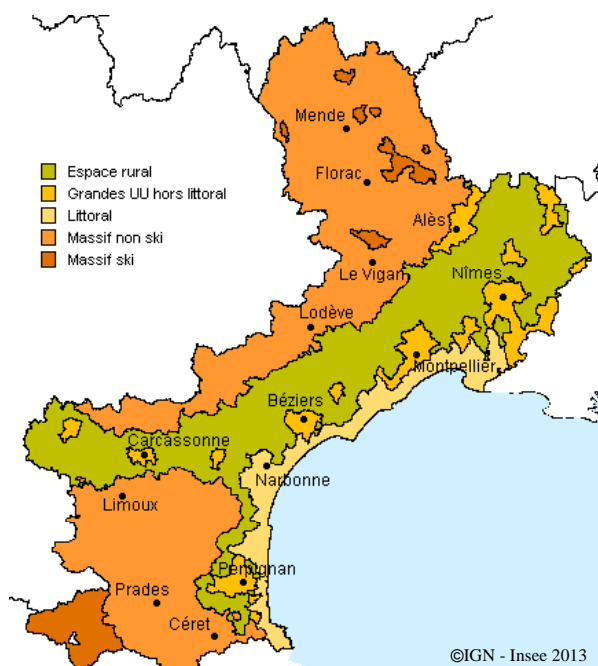 Mende
Florac
Espace rural
Grandes UU hors littoral
Littoral
Massif non ski
Massif ski
Alès
Le Vigan
Nîmes
Lodève
Montpellier
Béziers
Carcassonne
Narbonne
Limoux
Perpignan
Prades
Céret
©IGN - Insee 2013